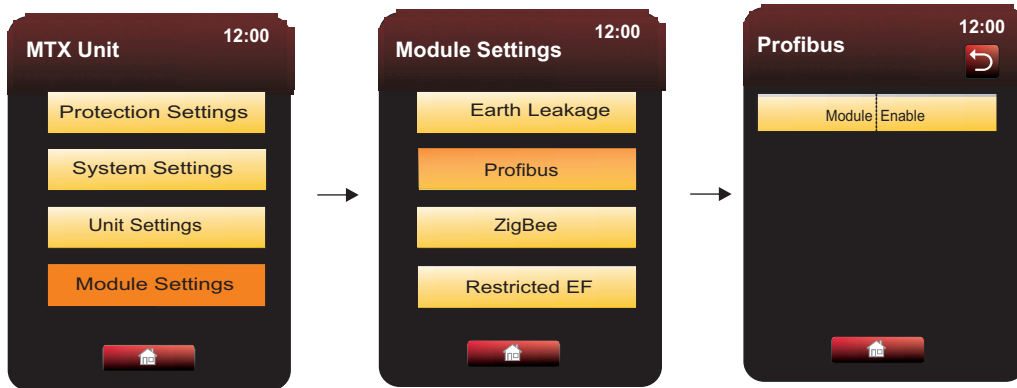 MTX Unit
12:00
Protection Settings
System Settings
Unit Settings
Module Settings
Module Settings
12:00
Earth Leakage
Profibus
ZigBee
Restricted EF
Profibus
12:00
Module Enable